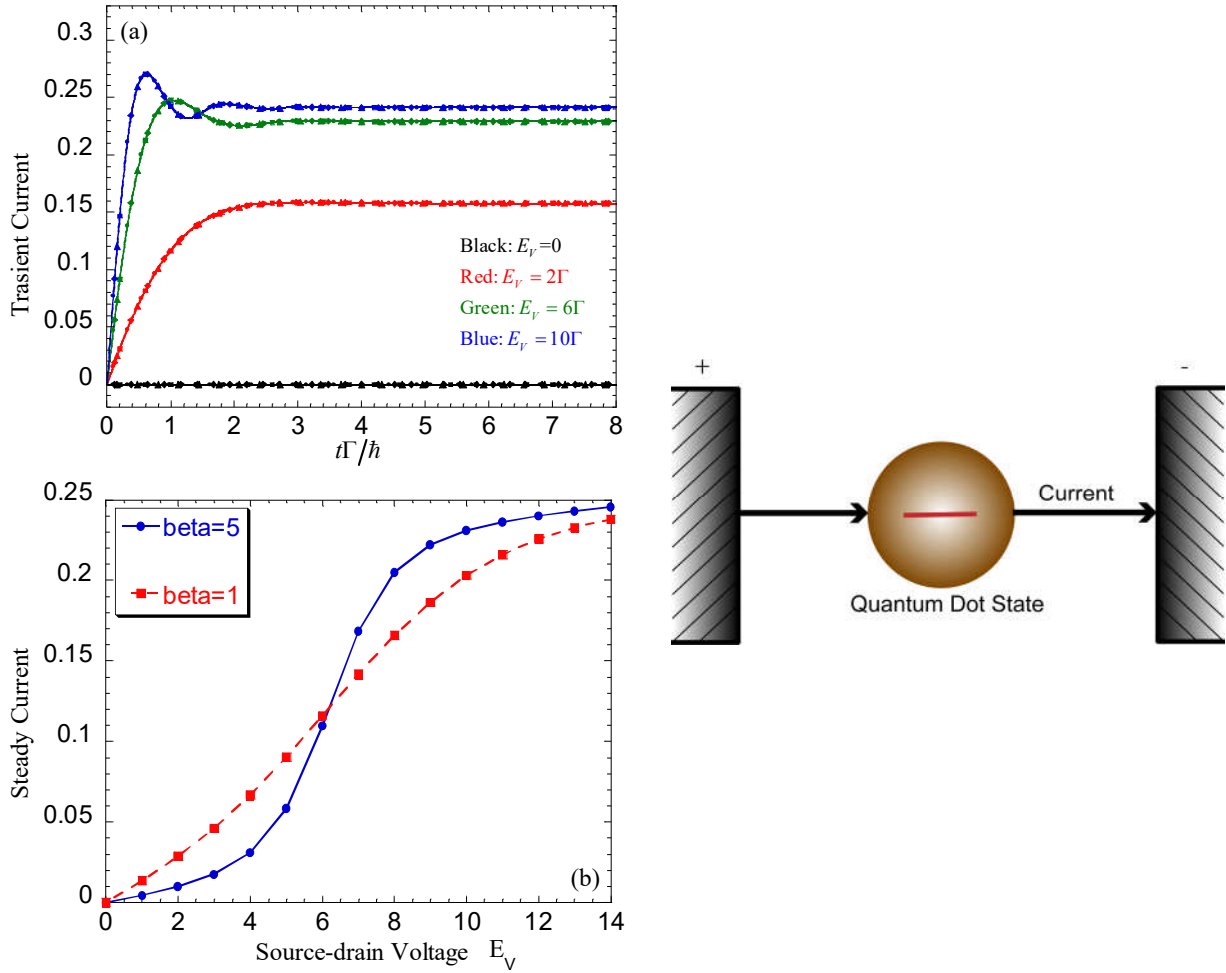 (a)
0.3
0.25
0.2
0.15
0.1
0.05
0
Trasient Current
Black: E_V=0
Red: E_V = 2Γ
Green: E_V = 6Γ
Blue: E_V = 10Γ
0 1 2 3 4 5 6 7 8
tΓ/ħ
0.25
0.2
0.15
0.1
0.05
0
Steady Current
beta=5
beta=1
(b)
0 2 4 6 8 10 12 14
Source-drain Voltage E_V
+
-
Current
Quantum Dot State